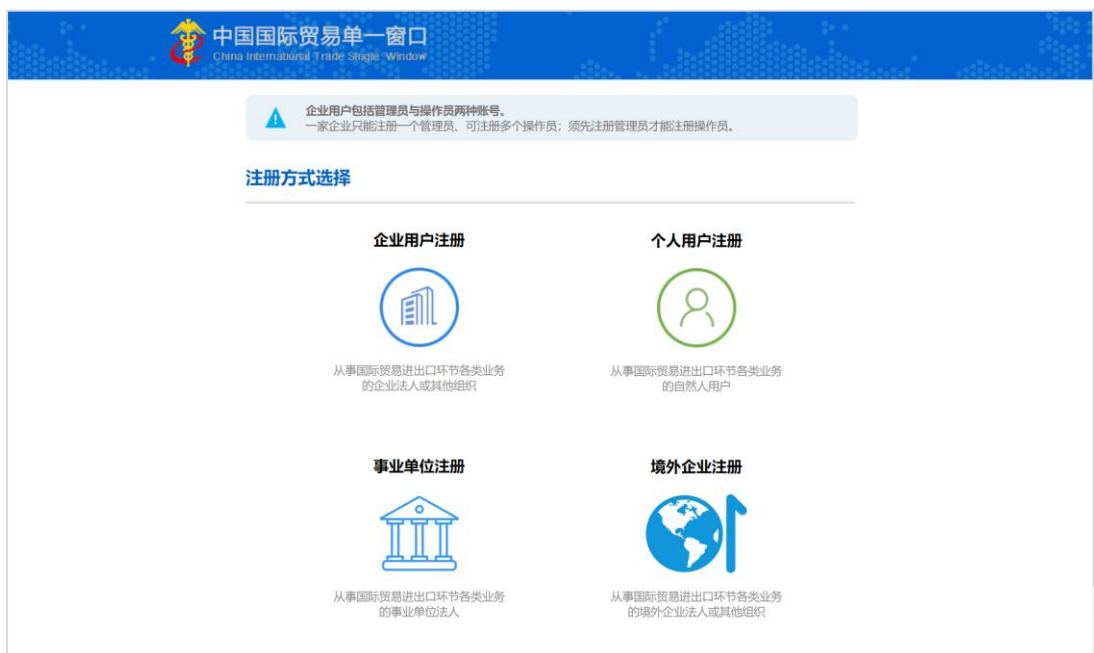 中国国际贸易单一窗口
China International Trade Single Window
企业用户包括管理员与操作员两种账号。
一家企业只能注册一个管理员、可注册多个操作员；须先注册管理员才能注册操作员。
注册方式选择
企业用户注册
个人用户注册
从事国际贸易进出口环节各类业务
的企业法人或其他组织
从事国际贸易进出口环节各类业务
的自然人用户
事业单位注册
境外企业注册
从事国际贸易进出口环节各类业务
的事业单位法人
从事国际贸易进出口环节各类业务
的境外企业法人或其他组织